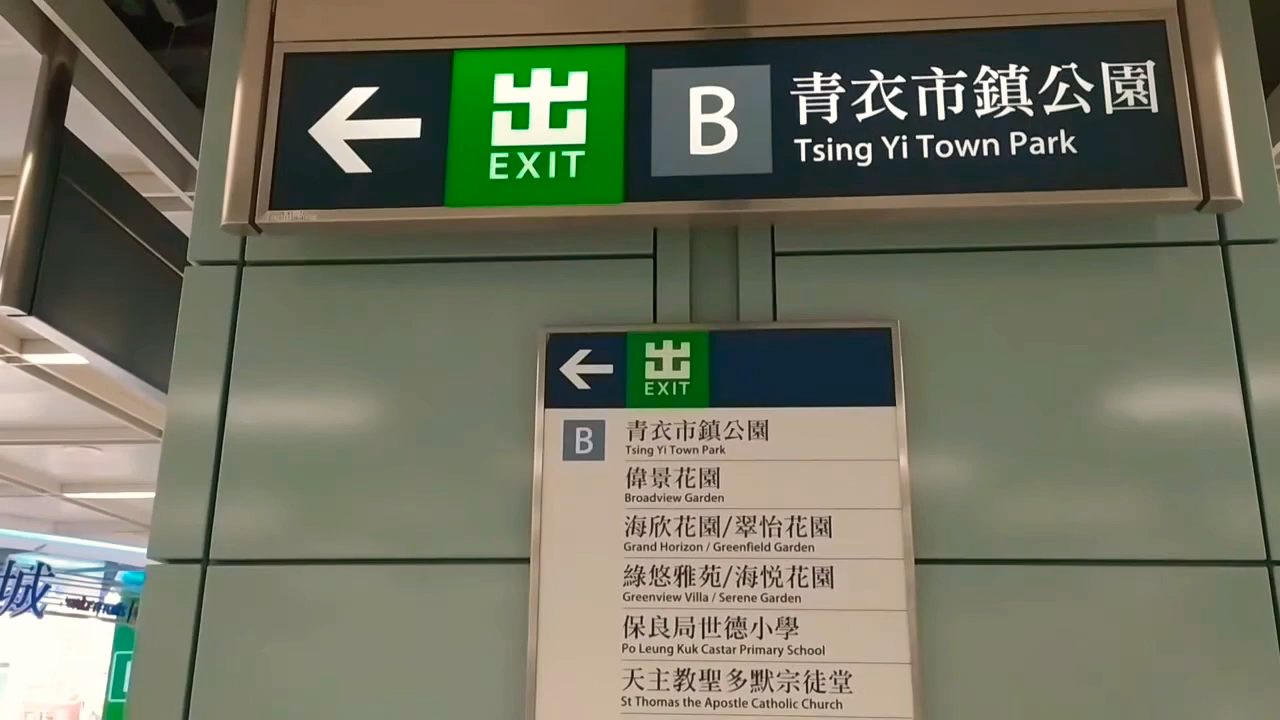 出
EXIT
B
青衣市鎮公園
Tsing Yi Town Park
出
EXIT
B
青衣市鎮公園
Tsing Yi Town Park
偉景花園
Broadview Garden
海欣花園/翠怡花園
Grand Horizon / Greenfield Garden
綠悠雅苑/海悅花園
Greenview Villa / Serene Garden
保良局世德小學
Po Leung Kuk Castar Primary School
天主教聖多默宗徒堂
St Thomas the Apostle Catholic Church
城